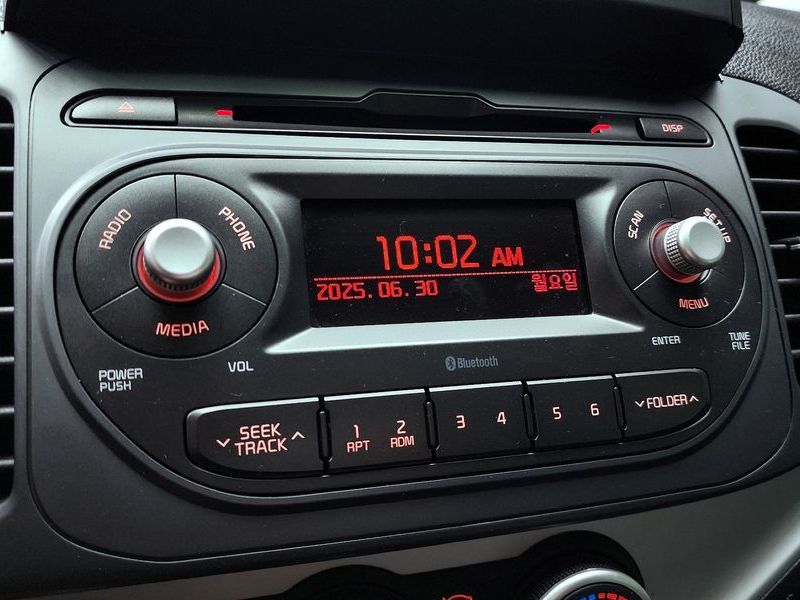 DISP
RADIO
PHONE
MEDIA
10:02 AM
2025.06.30 월요일
SCAN
SETUP
MENU
POWER
PUSH
VOL
Bluetooth
ENTER
TUNE
FILE
SEEK
TRACK
1 2
RPT RDM
3 4
5 6
FOLDER